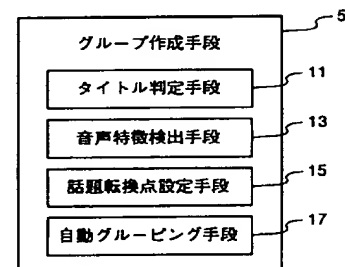 グループ作成手段
5
タイトル判定手段
11
音声特徴検出手段
13
話題転換点設定手段
15
自動グルーピング手段
17